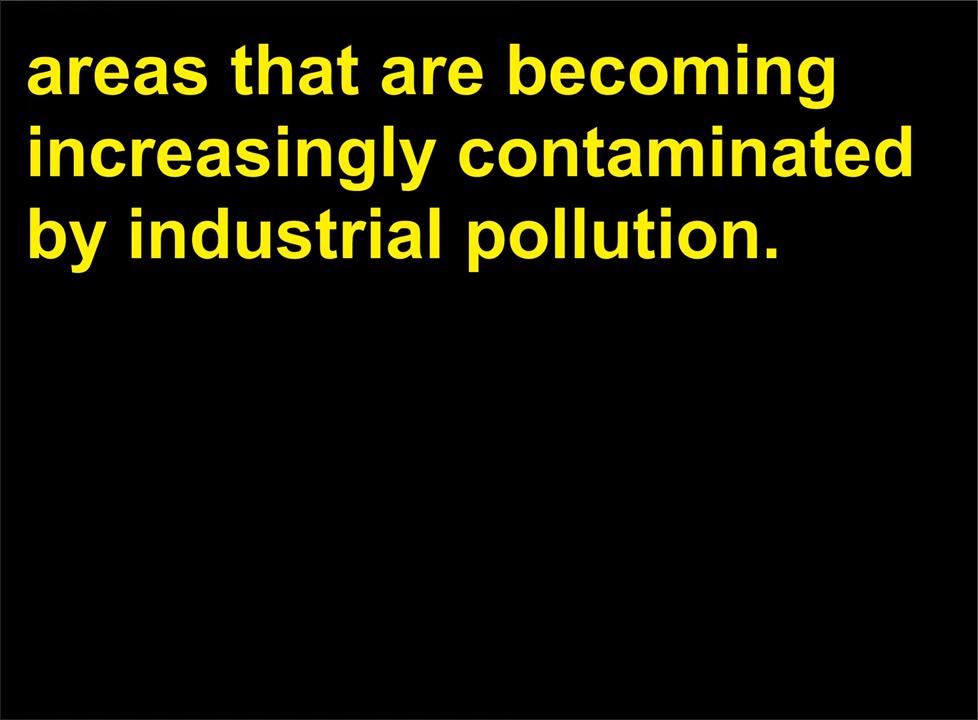 areas that are becoming
increasingly contaminated
by industrial pollution.